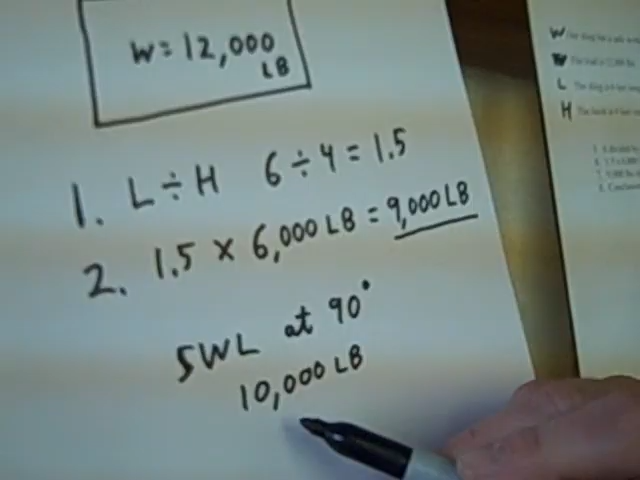 W = 12,000
LB
1. L ÷ H 6 ÷ 4 = 1.5
2. 1.5 × 6,000 LB = 9,000 LB
SWL at 90°
10,000 LB
W
W
L
H